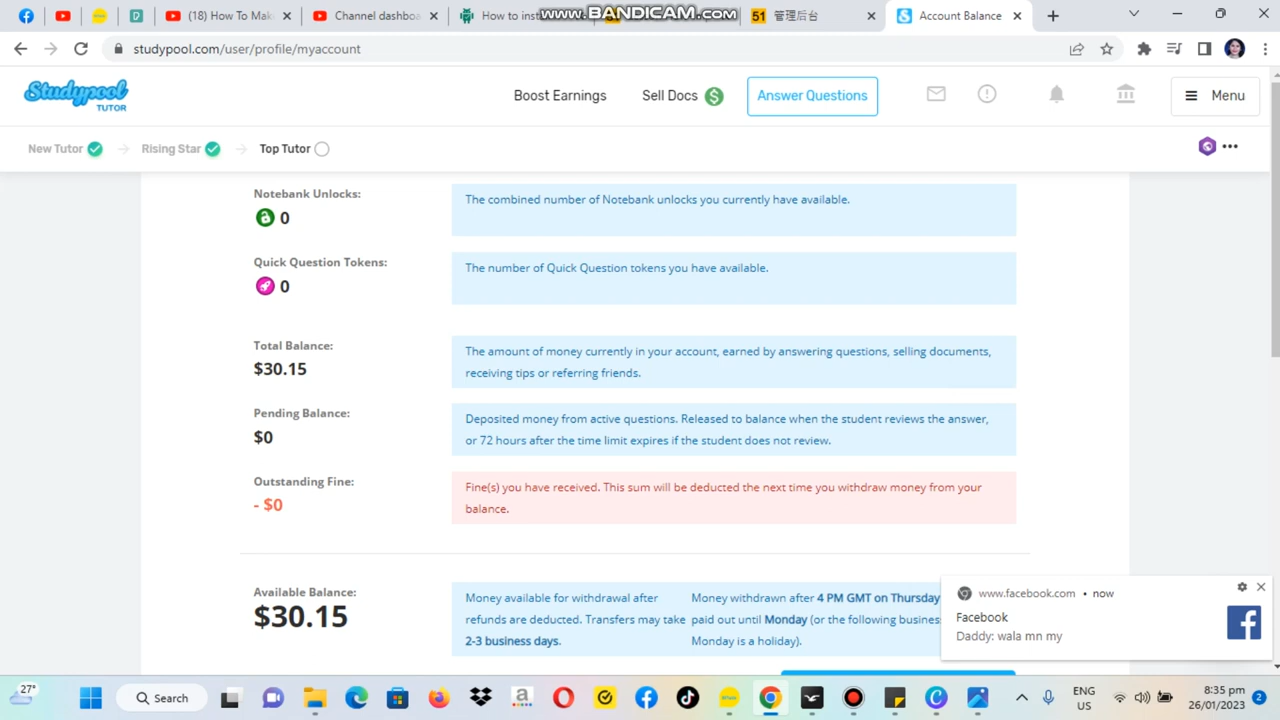 (18) How To Mak
Channel dashboa
How to inst
www.BANDICAM.com
51 管理后台
Account Balance
studypool.com/user/profile/myaccount
Studypool
TUTOR
Boost Earnings
Sell Docs $
Answer Questions
Menu
New Tutor
Rising Star
Top Tutor
Notebank Unlocks:
0
The combined number of Notebank unlocks you currently have available.
Quick Question Tokens:
0
The number of Quick Question tokens you have available.
Total Balance:
$30.15
The amount of money currently in your account, earned by answering questions, selling documents,
receiving tips or referring friends.
Pending Balance:
$0
Deposited money from active questions. Released to balance when the student reviews the answer,
or 72 hours after the time limit expires if the student does not review.
Outstanding Fine:
- $0
Fine(s) you have received. This sum will be deducted the next time you withdraw money from your
balance.
Available Balance:
$30.15
Money available for withdrawal after
refunds are deducted. Transfers may take
2-3 business days.
Money withdrawn after 4 PM GMT on Thursday
paid out until Monday (or the following business
Monday is a holiday).
www.facebook.com • now
Facebook
Daddy: wala mn my
27°
Search
ENG
US
8:35 pm
26/01/2023
2